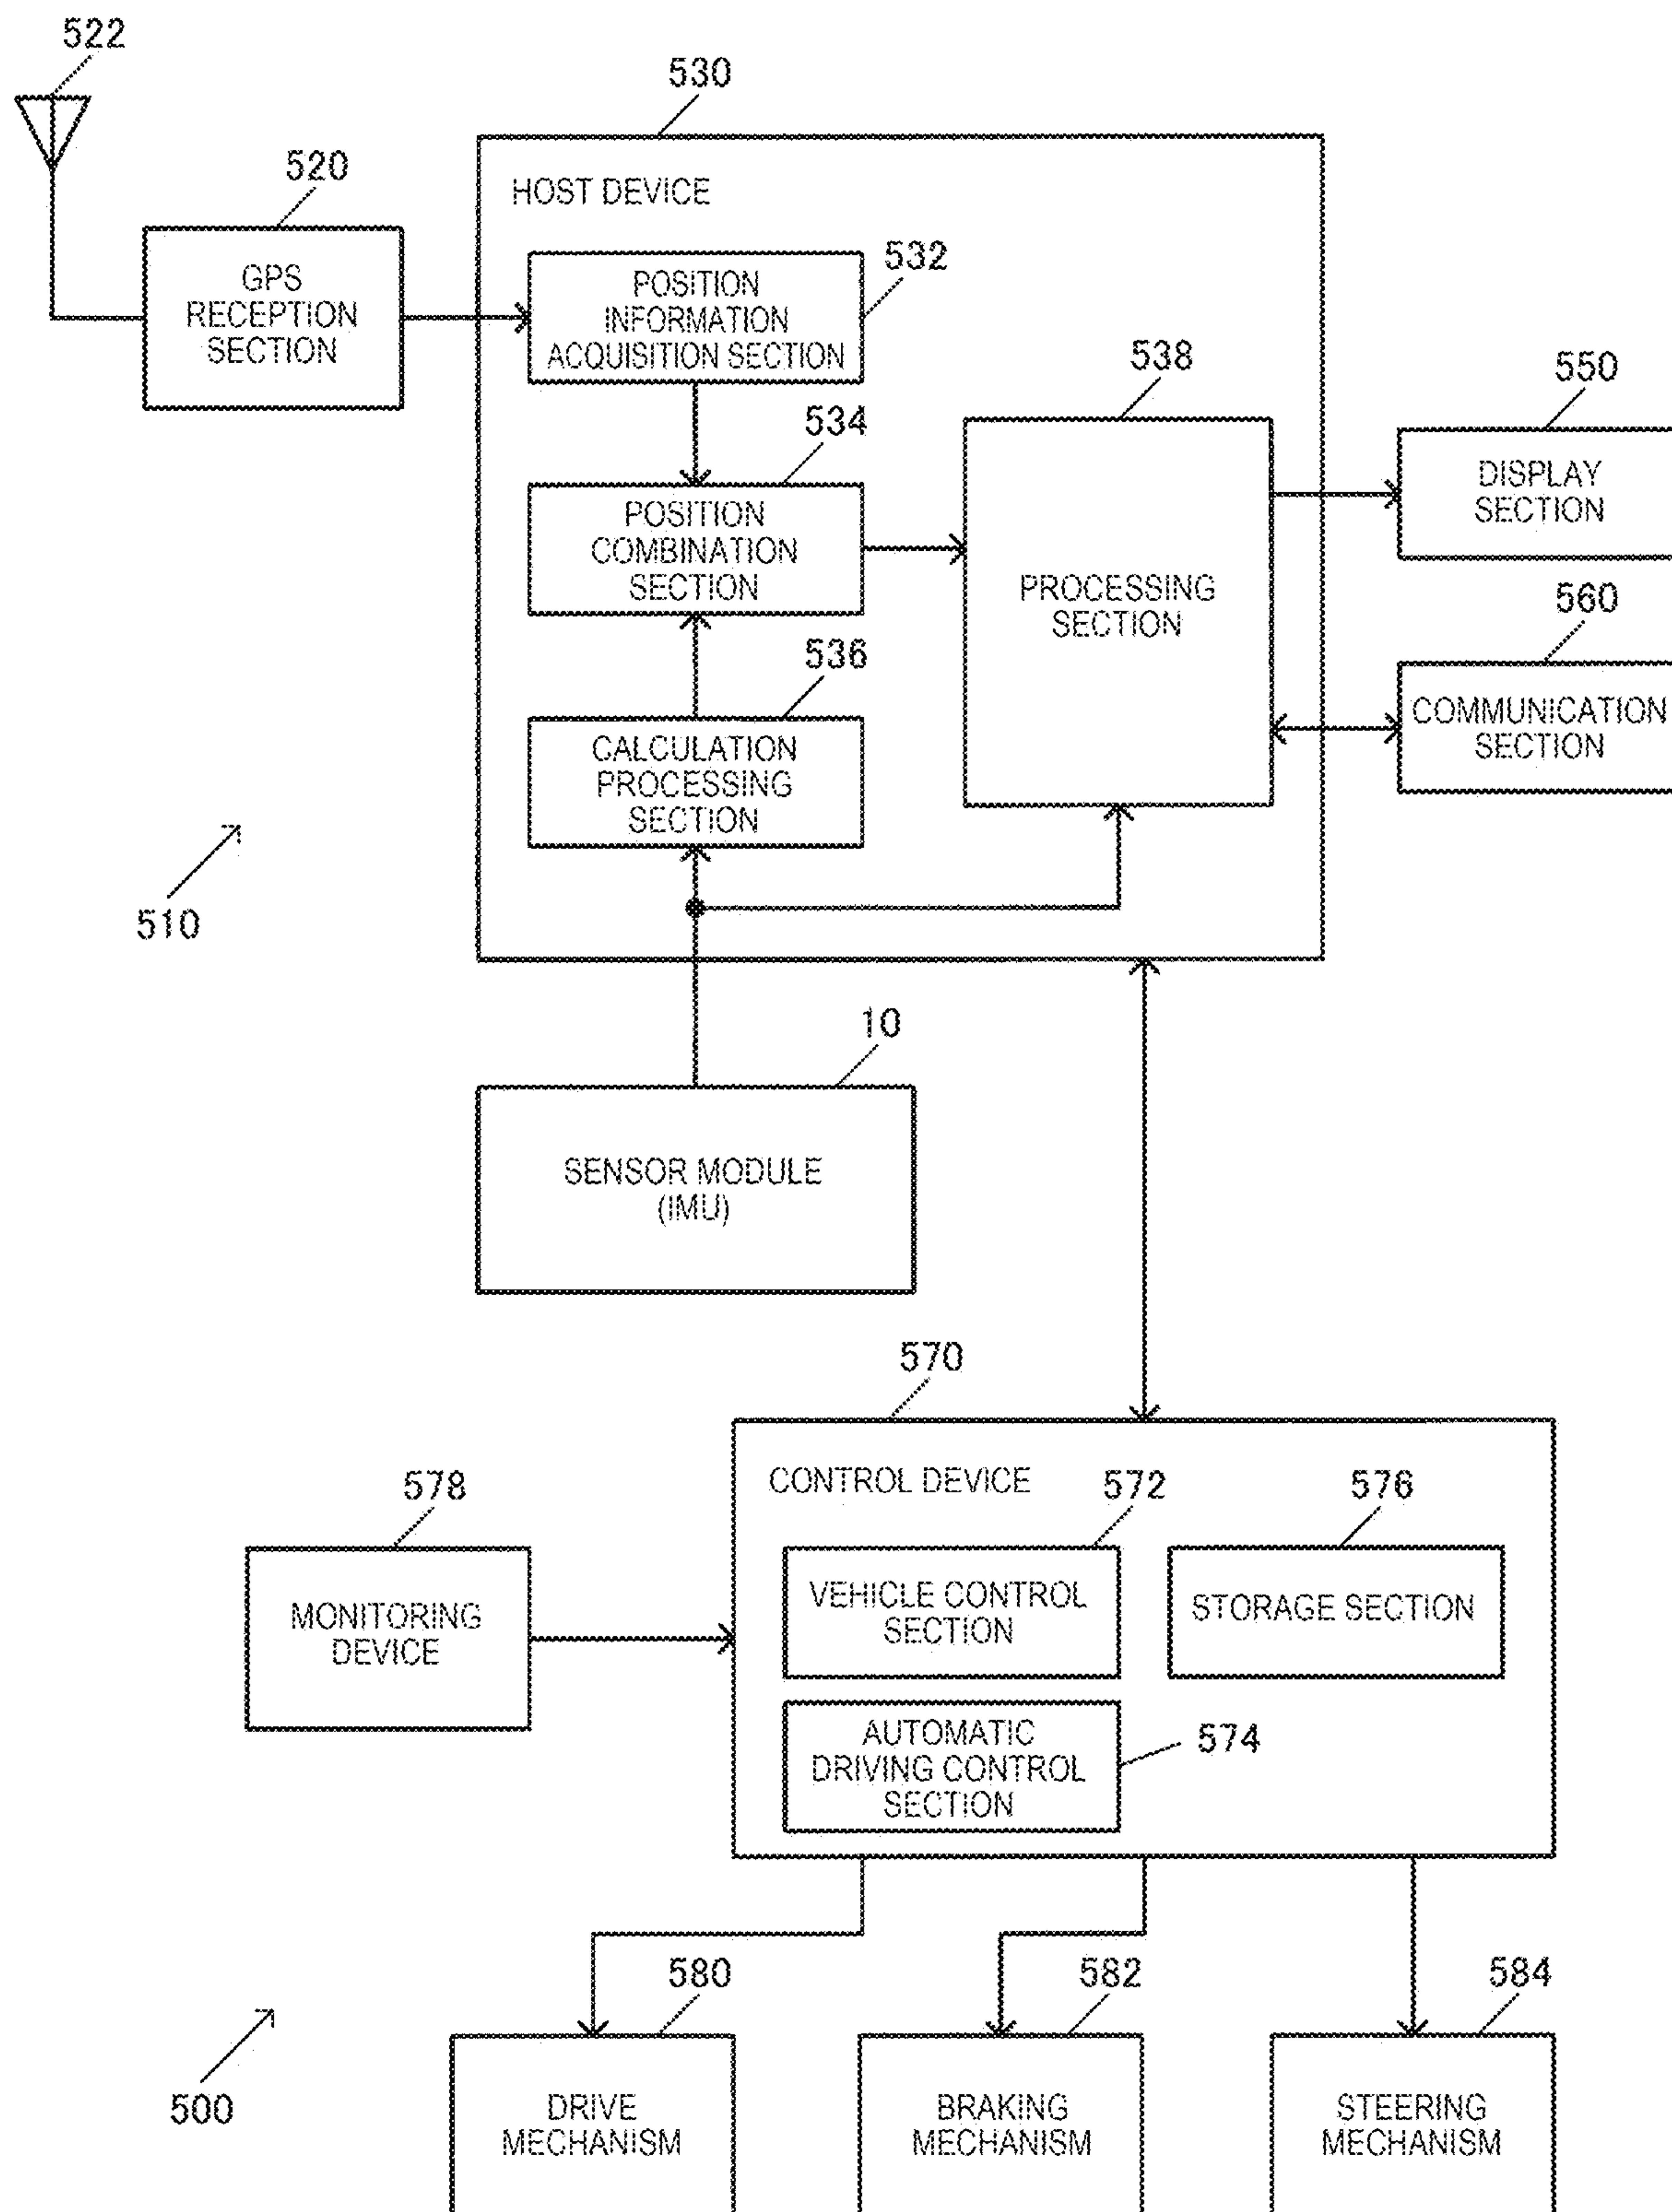 522
530
520
HOST DEVICE
GPS
RECEPTION
SECTION
532
POSITION
INFORMATION
ACQUISITION SECTION
538
550
534
DISPLAY
SECTION
POSITION
COMBINATION
SECTION
PROCESSING
SECTION
560
536
COMMUNICATION
SECTION
CALCULATION
PROCESSING
SECTION
510
10
SENSOR MODULE
(IMU)
570
CONTROL DEVICE
572
576
578
VEHICLE CONTROL
SECTION
STORAGE SECTION
MONITORING
DEVICE
AUTOMATIC
DRIVING CONTROL
SECTION
574
580
582
584
500
DRIVE
MECHANISM
BRAKING
MECHANISM
STEERING
MECHANISM